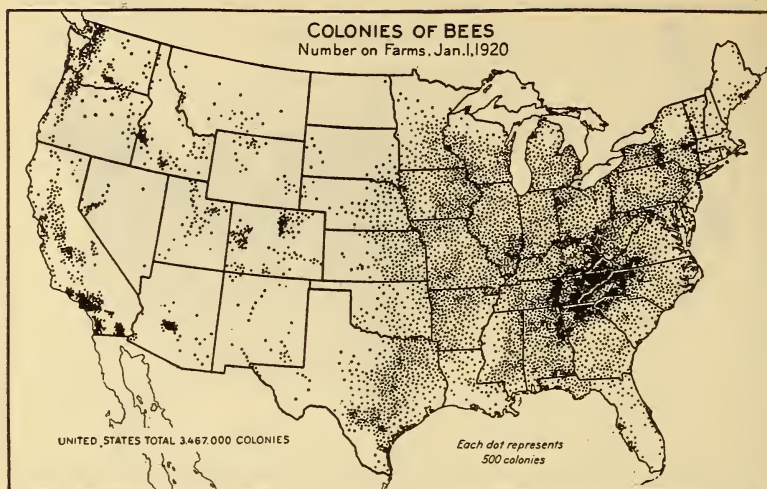 COLONIES OF BEES
Number on Farms, Jan.1,1920
UNITED STATES TOTAL 3.467.000 COLONIES
Each dot represents
500 colonies